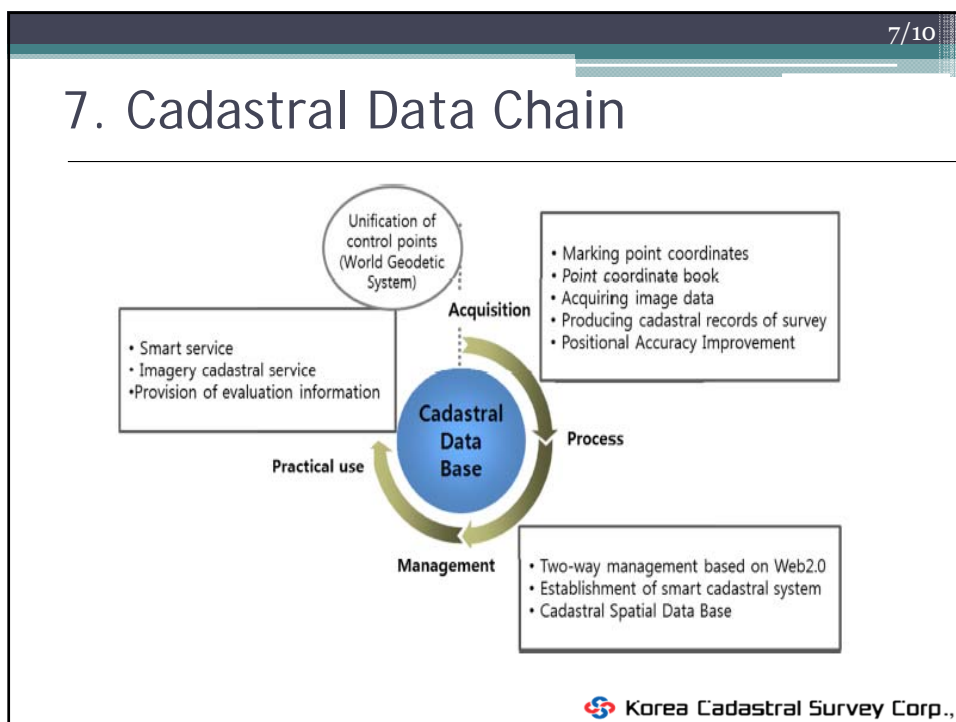 7/10
7. Cadastral Data Chain
Unification of
control points
(World Geodetic
System)
Acquisition
• Marking point coordinates
• Point coordinate book
• Acquiring image data
• Producing cadastral records of survey
• Positional Accuracy Improvement
• Smart service
• Imagery cadastral service
•Provision of evaluation information
Cadastral
Data
Base
Process
Practical use
Management
• Two-way management based on Web2.0
• Establishment of smart cadastral system
• Cadastral Spatial Data Base
Korea Cadastral Survey Corp.,